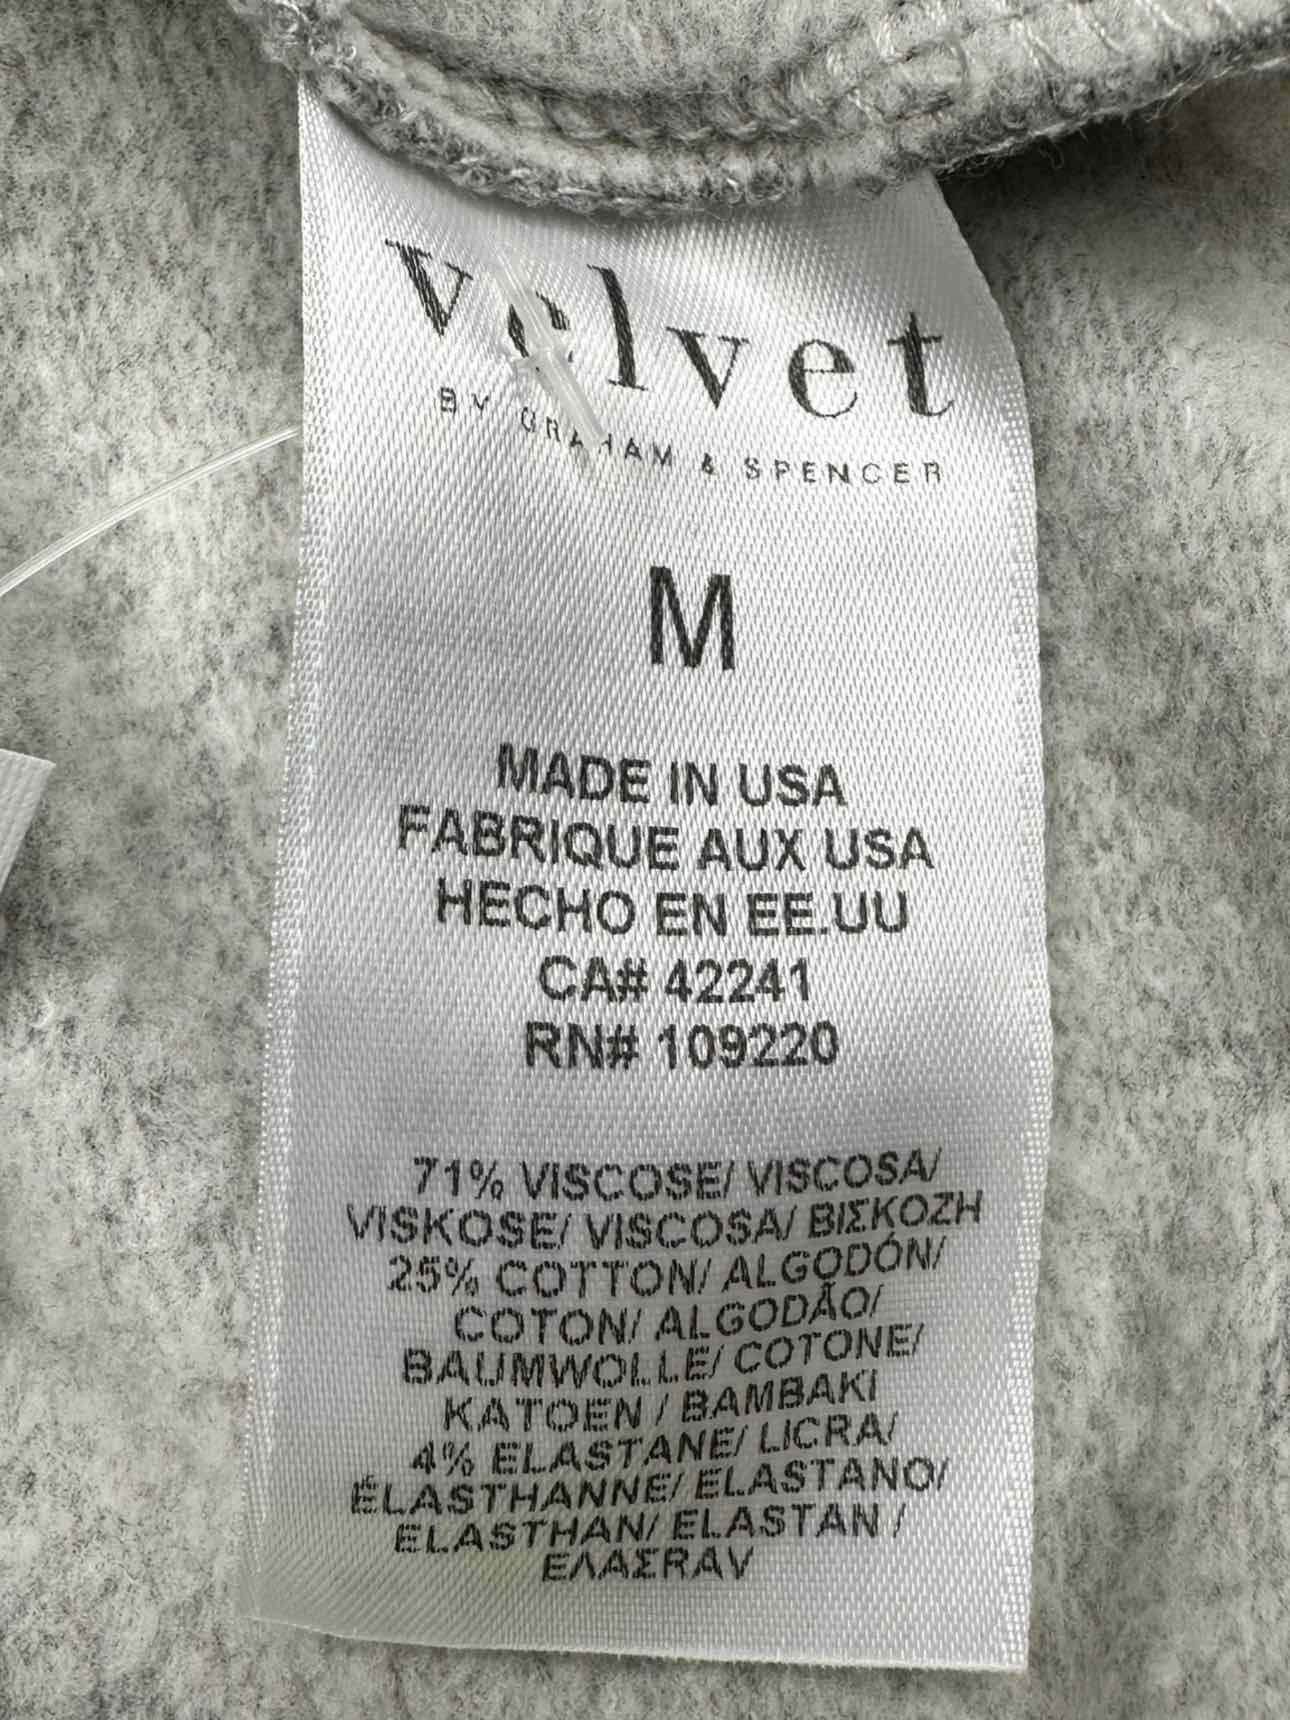 velvet
BY GRAHAM & SPENCER
M
MADE IN USA
FABRIQUE AUX USA
HECHO EN EE.UU
CA# 42241
RN# 109220
71% VISCOSE/ VISCOSA/
VISKOSE/ VISCOSA/ ΒΙΣΚΟΖΗ
25% COTTON/ ALGODÓN/
COTON/ ALGODÃO/
BAUMWOLLE/ COTONE/
KATOEN / BAMBAKI
4% ELASTANE/ LICRA/
ÉLASTHANNE/ ELASTANO/
ELASTHAN/ ELASTAN /
ΕΛΑΣRΑV